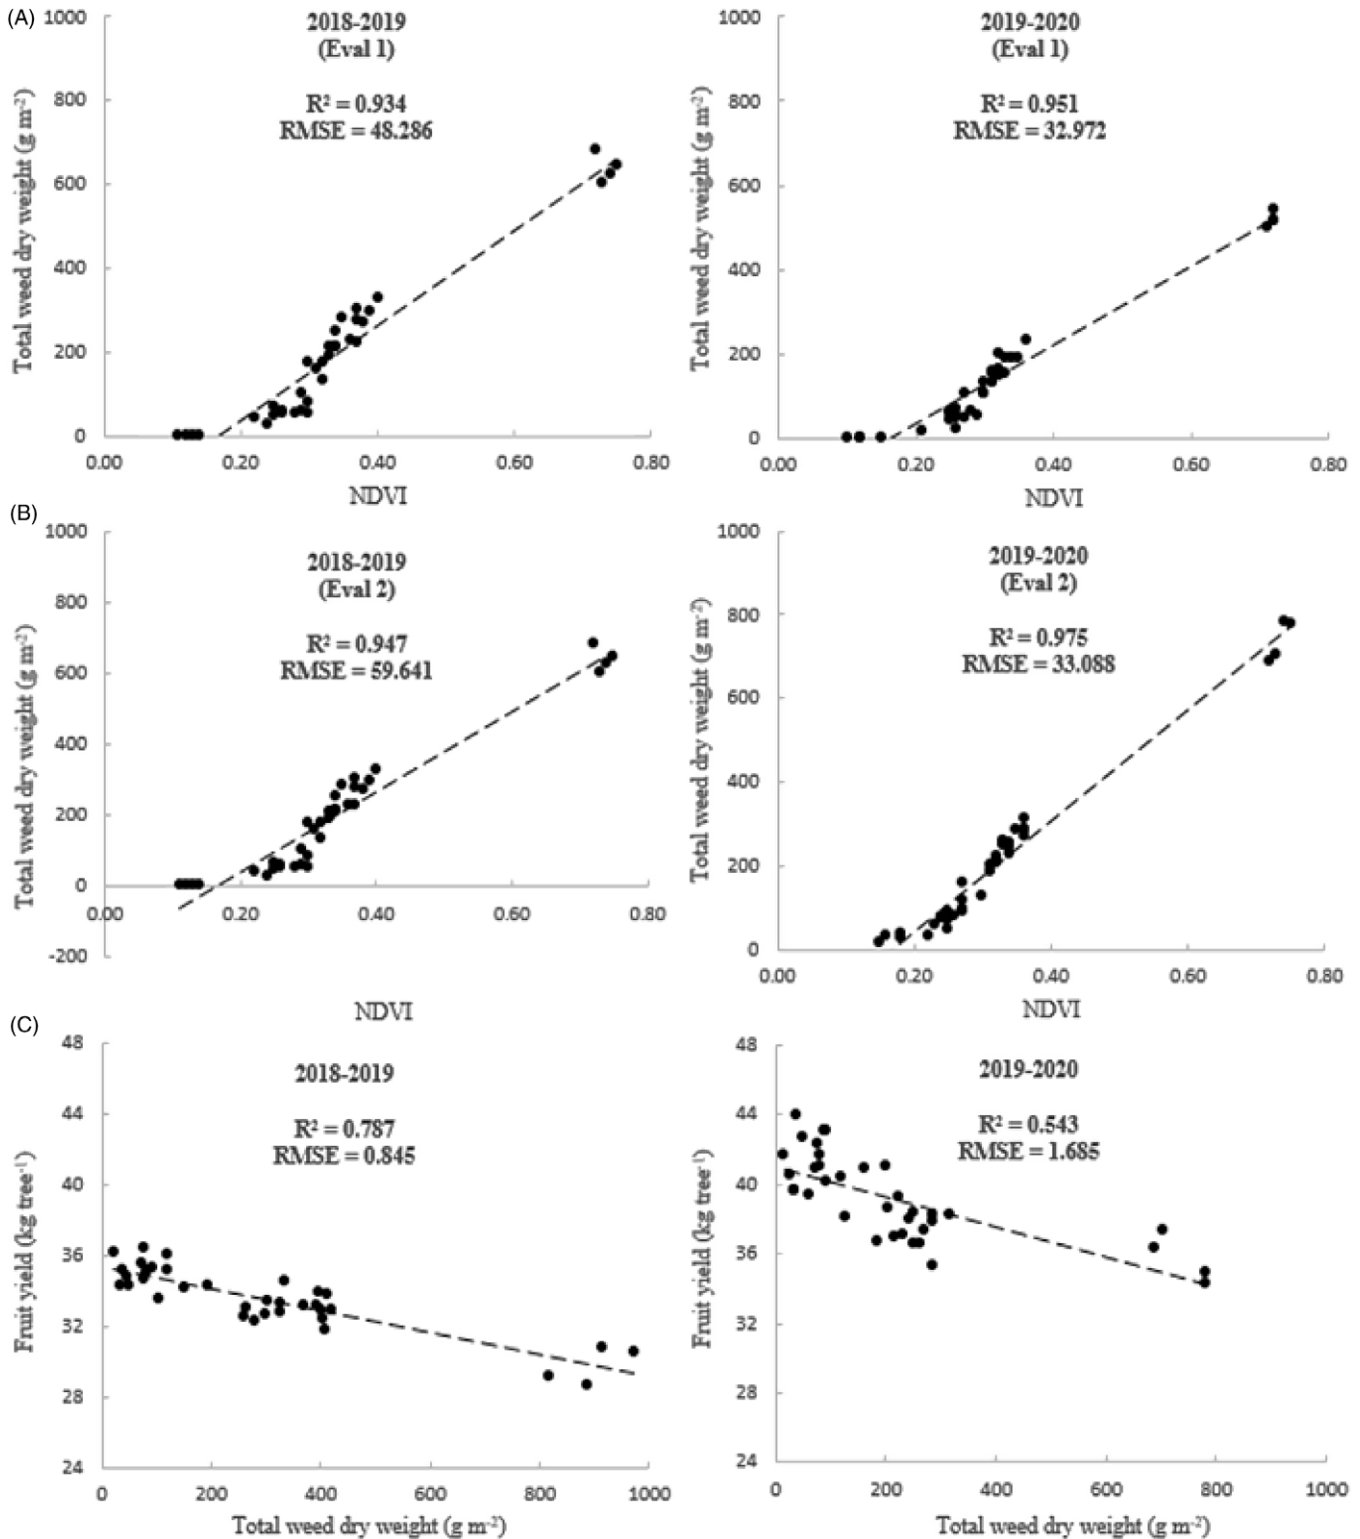 (A)
1000
800
600
400
200
0
Total weed dry weight (g m⁻²)
2018-2019
(Eval 1)
R² = 0.934
RMSE = 48.286
0.00
0.20
0.40
0.60
0.80
NDVI
1000
800
600
400
200
0
Total weed dry weight (g m⁻²)
2019-2020
(Eval 1)
R² = 0.951
RMSE = 32.972
0.00
0.20
0.40
0.60
0.80
NDVI
(B)
1000
800
600
400
200
0
-200
Total weed dry weight (g m⁻²)
2018-2019
(Eval 2)
R² = 0.947
RMSE = 59.641
0.00
0.20
0.40
0.60
0.80
NDVI
1000
800
600
400
200
0
Total weed dry weight (g m⁻²)
2019-2020
(Eval 2)
R² = 0.975
RMSE = 33.088
0.00
0.20
0.40
0.60
0.80
NDVI
(C)
48
44
40
36
32
28
24
Fruit yield (kg tree⁻¹)
2018-2019
R² = 0.787
RMSE = 0.845
0
200
400
600
800
1000
Total weed dry weight (g m⁻²)
48
44
40
36
32
28
24
Fruit yield (kg tree⁻¹)
2019-2020
R² = 0.543
RMSE = 1.685
0
200
400
600
800
1000
Total weed dry weight (g m⁻²)